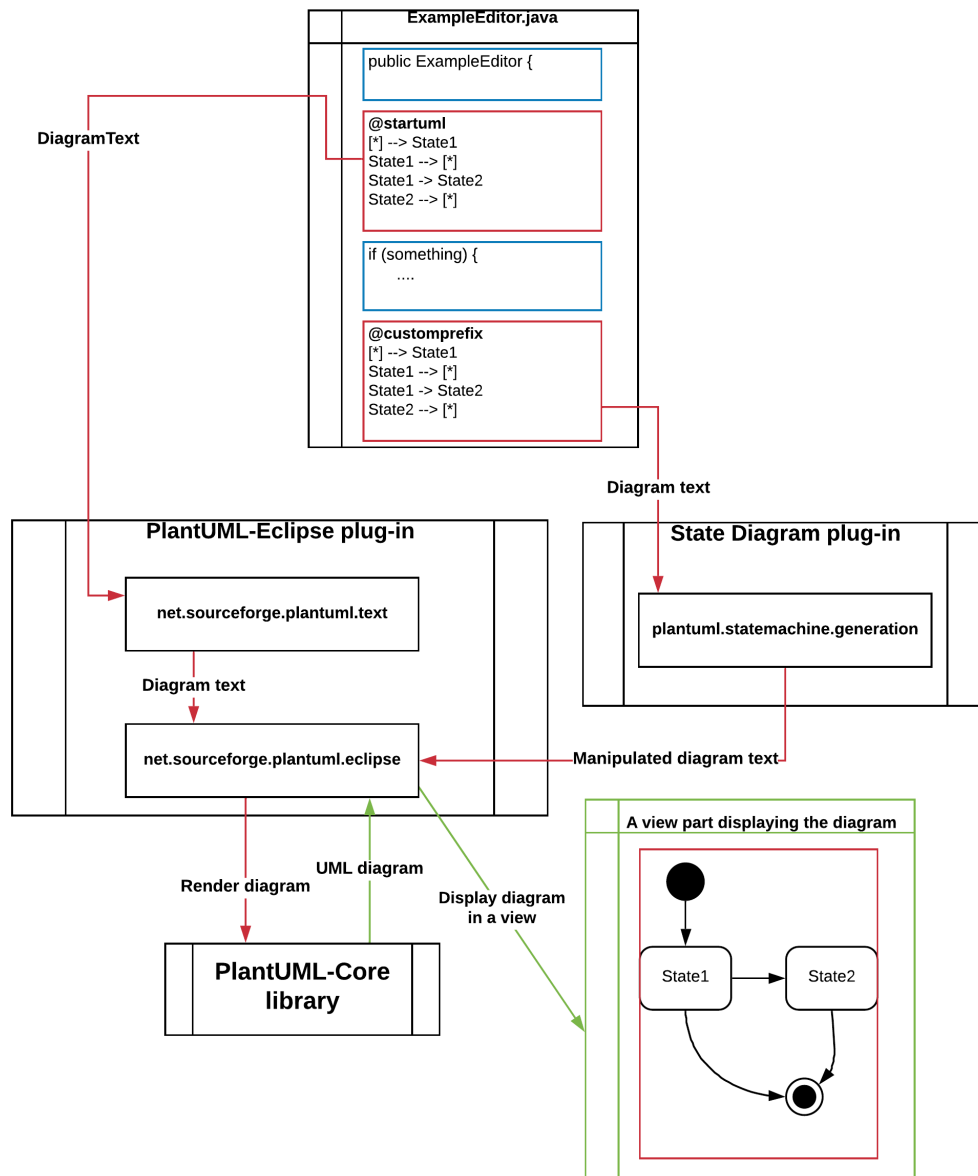 ExampleEditor.java
public ExampleEditor {
@startuml
[*] --> State1
State1 --> [*]
State1 -> State2
State2 --> [*]
if (something) {
....
@customprefix
[*] --> State1
State1 --> [*]
State1 -> State2
State2 --> [*]
DiagramText
Diagram text
PlantUML-Eclipse plug-in
net.sourceforge.plantuml.text
Diagram text
net.sourceforge.plantuml.eclipse
State Diagram plug-in
plantuml.statemachine.generation
Manipulated diagram text
Render diagram
UML diagram
Display diagram
in a view
PlantUML-Core
library
A view part displaying the diagram
State1
State2